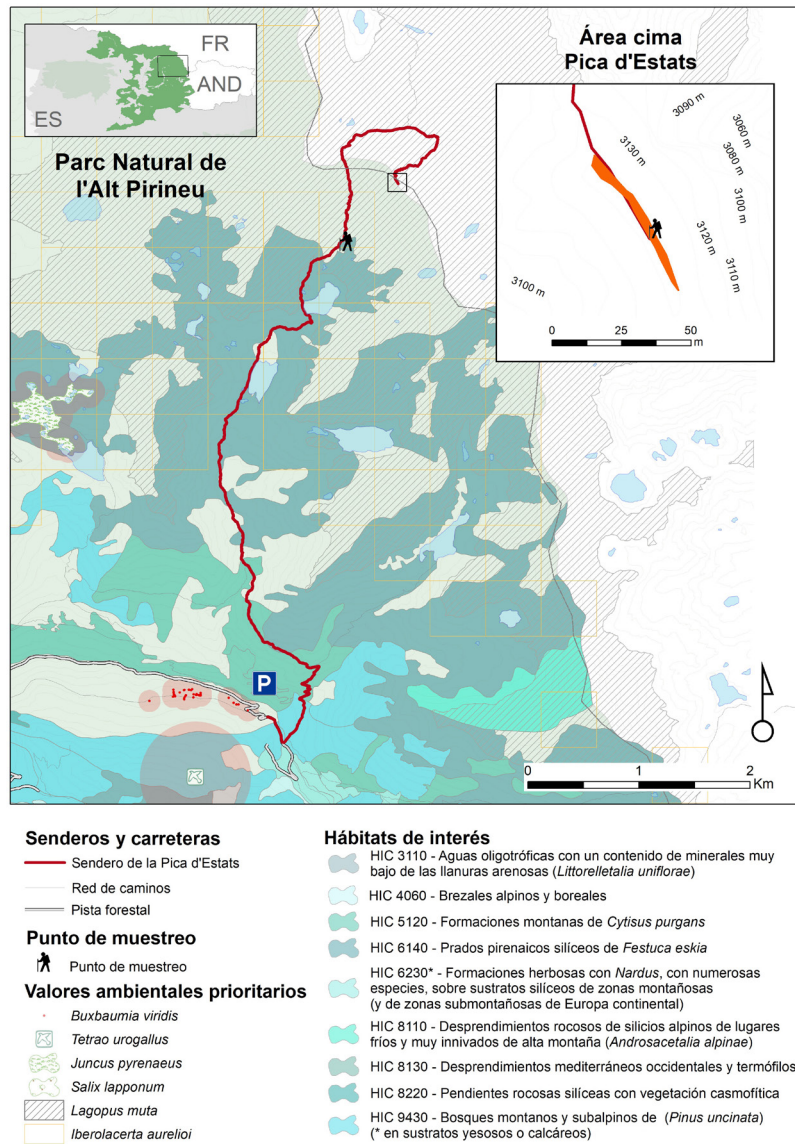 FR
AND
ES
Parc Natural de
l'Alt Pirineu
Área cima
Pica d'Estats
3090 m
3060 m
3080 m
3130 m
3100 m
3120 m
3110 m
3100 m
0 25 50
m
P
0 1 2
Km
Senderos y carreteras
Sendero de la Pica d'Estats
Red de caminos
Pista forestal
Punto de muestreo
Punto de muestreo
Valores ambientales prioritarios
Buxbaumia viridis
Tetrao urogallus
Juncus pyrenaeus
Salix lapponum
Lagopus muta
Iberolacerta aurelioi
Hábitats de interés
HIC 3110 - Aguas oligotróficas con un contenido de minerales muy
bajo de las llanuras arenosas (Littorelletalia uniflorae)
HIC 4060 - Brezales alpinos y boreales
HIC 5120 - Formaciones montanas de Cytisus purgans
HIC 6140 - Prados pirenaicos silíceos de Festuca eskia
HIC 6230* - Formaciones herbosas con Nardus, con numerosas
especies, sobre sustratos silíceos de zonas montañosas
(y de zonas submontañosas de Europa continental)
HIC 8110 - Desprendimientos rocosos de silicios alpinos de lugares
fríos y muy innivados de alta montaña (Androsacetalia alpinae)
HIC 8130 - Desprendimientos mediterráneos occidentales y termófilos
HIC 8220 - Pendientes rocosas silíceas con vegetación casmofítica
HIC 9430 - Bosques montanos y subalpinos de (Pinus uncinata)
(* en sustratos yesosos o calcáreos)